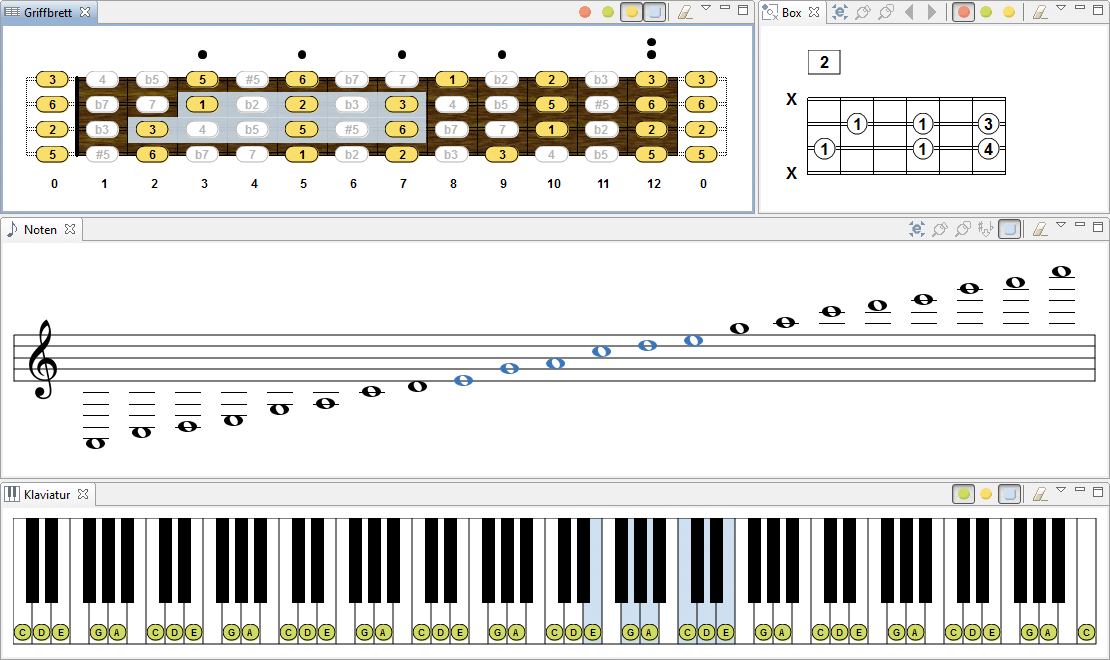 Griffbrett
3 4 b5 5 #5 6 b7 7 1 b2 2 b3 3 3
6 b7 7 1 b2 2 b3 3 4 b5 5 #5 6 6
2 b3 3 4 b5 5 #5 6 b7 7 1 b2 2 2
5 #5 6 b7 7 1 b2 2 b3 3 4 b5 5 5
0 1 2 3 4 5 6 7 8 9 10 11 12 0
Box
2
X
1 1 3
1 1 4
X
Noten
Klaviatur
C D E G A C D E G A C D E G A C D E G A C D E G A C D E G A C D E G A C D E G A C